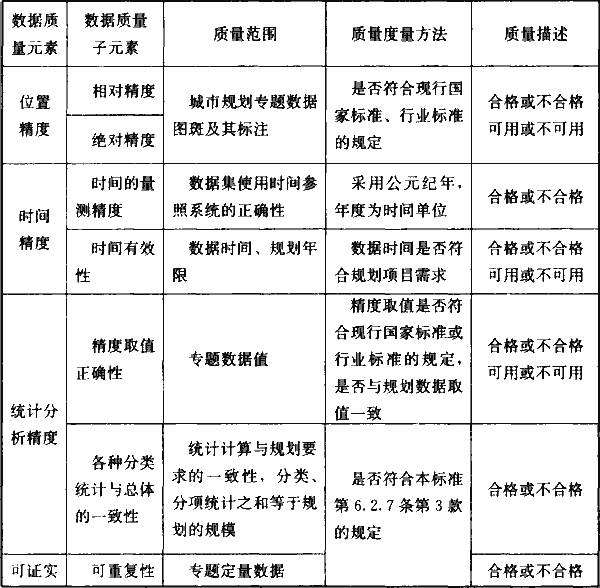 数据质量元素
数据质量子元素
质量范围
质量度量方法
质量描述
位置
精度
相对精度
绝对精度
城市规划专题数据
图斑及其标注
是否符合现行国
家标准、行业标准
的规定
合格或不合格
可用或不可用
时间
精度
时间的量
测精度
数据集使用时间参
照系统的正确性
采用公元纪年，
年度为时间单位
合格或不合格
时间有效
性
数据时间、规划年
限
数据时间是否符
合规划项目需求
合格或不合格
可用或不可用
统计分
析精度
精度取值
正确性
专题数据值
精度取值是否符
合现行国家标准或
行业标准的规定，
是否与规划数据取
值一致
合格或不合格
可用或不可用
各种分类
统计与总体
的一致性
统计计算与规划要
求的一致性，分类、
分项统计之和等于规
划的规模
是否符合本标准
第6.2.7条第3款
的规定
合格或不合格
可证实
可重复性
专题定量数据
合格或不合格